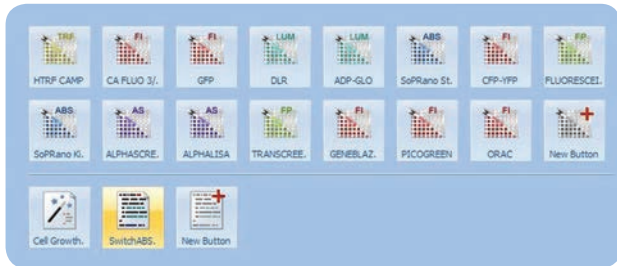 TRF FI FI LUM LUM ABS FI FP
HTRF CAMP CA FLUO 3/. GFP DLR ADP-GLO SoPRano St. CFP-YFP FLUORESCEI.
ABS AS AS FP FI FI FI
SoPRano Ki. ALPHASCRE. ALPHALISA TRANSCREE. GENEBLAZ. PICOGREEN ORAC New Button
Cell Growth. SwitchABS. New Button